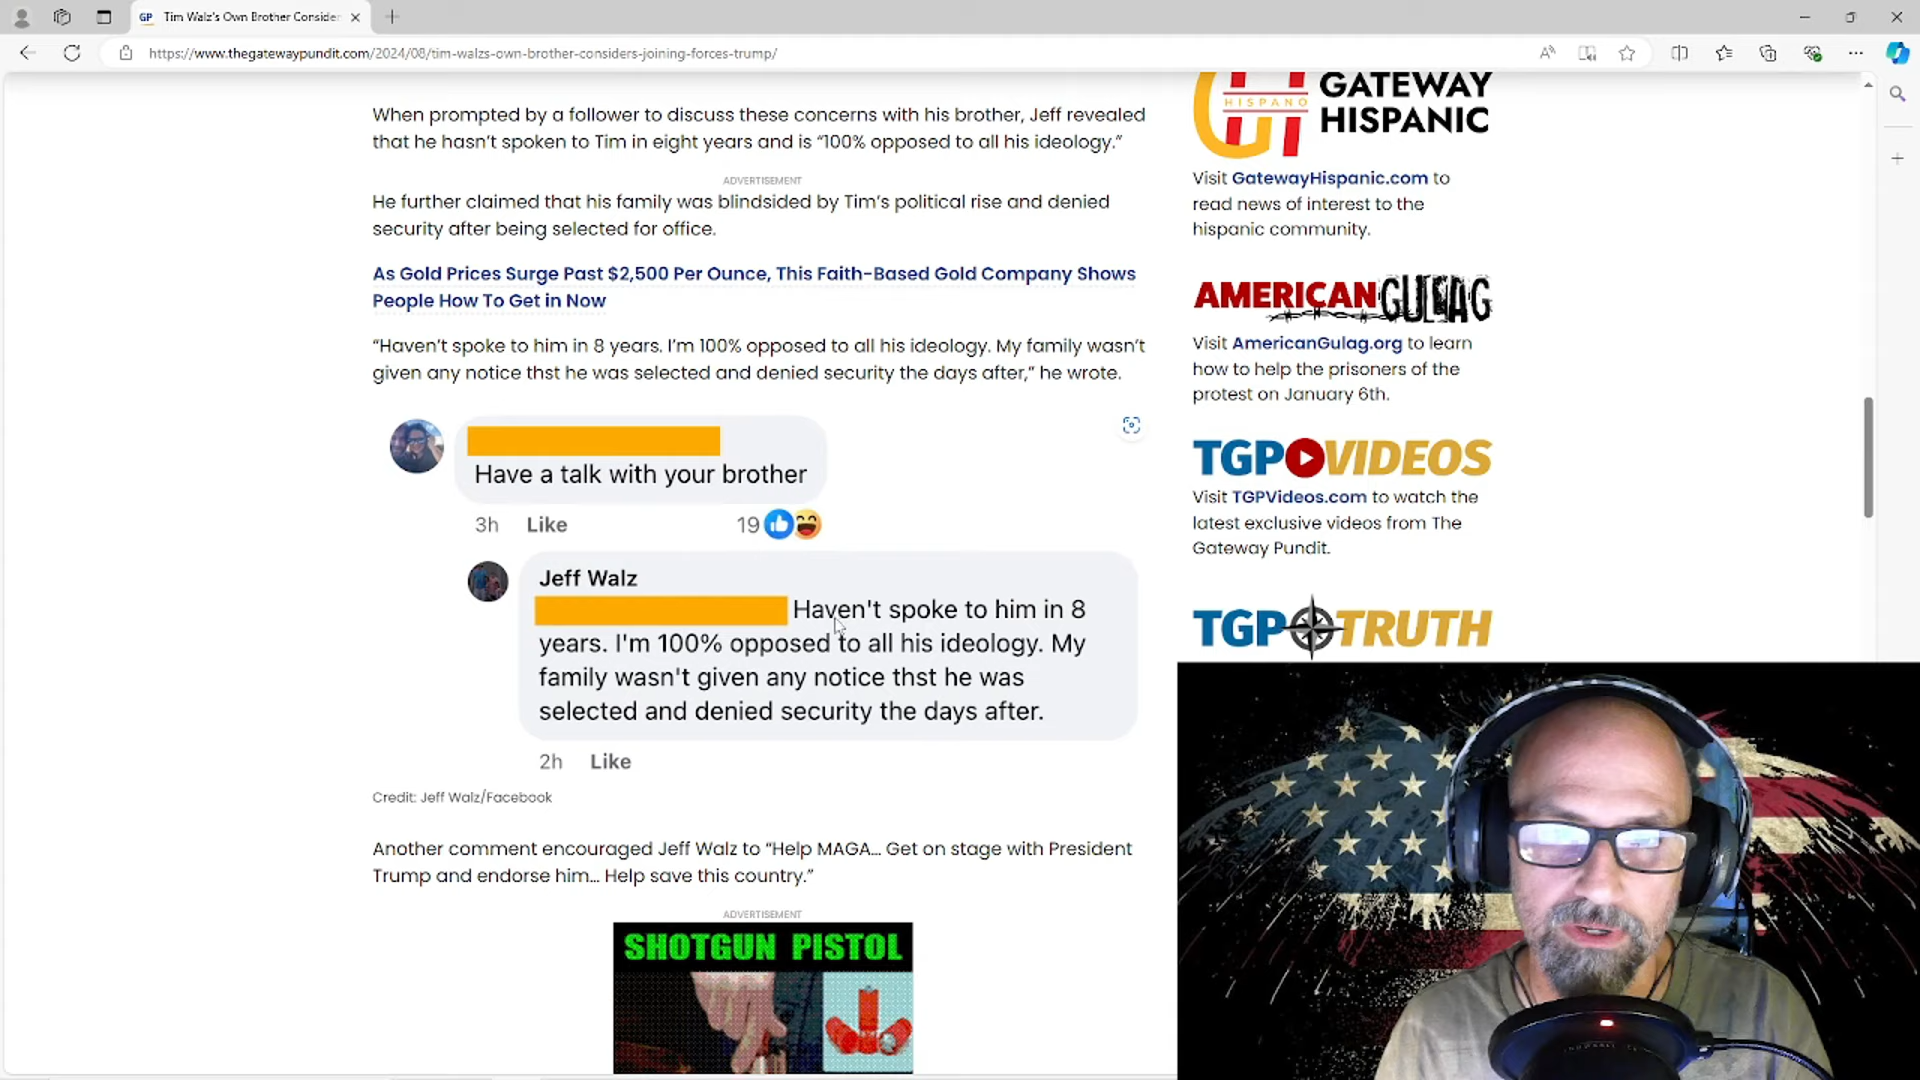 GP Tim Walz's Own Brother Consider
https://www.thegatewaypundit.com/2024/08/tim-walzs-own-brother-considers-joining-forces-trump/
When prompted by a follower to discuss these concerns with his brother, Jeff revealed
that he hasn't spoken to Tim in eight years and is “100% opposed to all his ideology.”
ADVERTISEMENT
He further claimed that his family was blindsided by Tim's political rise and denied
security after being selected for office.
As Gold Prices Surge Past $2,500 Per Ounce, This Faith-Based Gold Company Shows
People How To Get in Now
“Haven't spoke to him in 8 years. I'm 100% opposed to all his ideology. My family wasn't
given any notice thst he was selected and denied security the days after,” he wrote.
Have a talk with your brother
3h Like 19
Jeff Walz
Haven't spoke to him in 8
years. I'm 100% opposed to all his ideology. My
family wasn't given any notice thst he was
selected and denied security the days after.
2h Like
Credit: Jeff Walz/Facebook
Another comment encouraged Jeff Walz to “Help MAGA… Get on stage with President
Trump and endorse him… Help save this country.”
ADVERTISEMENT
SHOTGUN PISTOL
HISPANO
GATEWAY
HISPANIC
Visit GatewayHispanic.com to
read news of interest to the
hispanic community.
AMERICAN GULAG
Visit AmericanGulag.org to learn
how to help the prisoners of the
protest on January 6th.
TGP VIDEOS
Visit TGPVideos.com to watch the
latest exclusive videos from The
Gateway Pundit.
TGP TRUTH